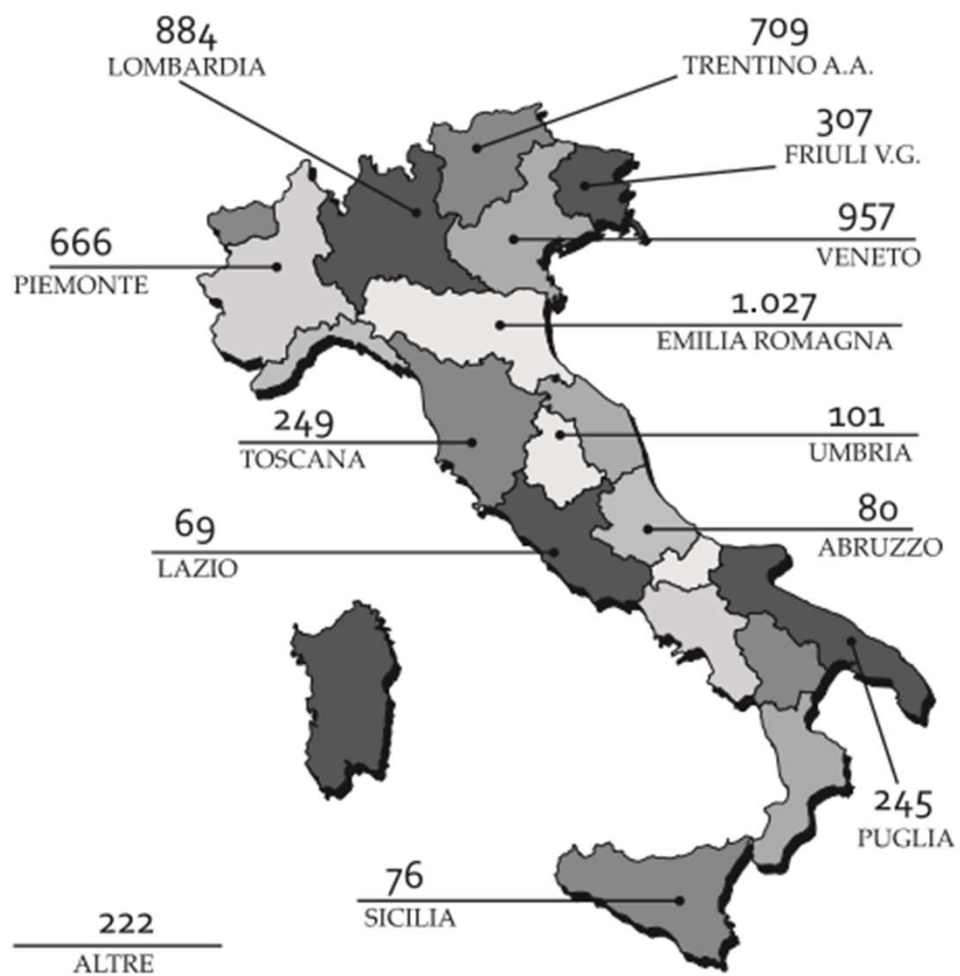 884
LOMBARDIA
709
TRENTINO A.A.
307
FRIULI V.G.
666
PIEMONTE
957
VENETO
1.027
EMILIA ROMAGNA
249
TOSCANA
101
UMBRIA
69
LAZIO
80
ABRUZZO
245
PUGLIA
76
SICILIA
222
ALTRE